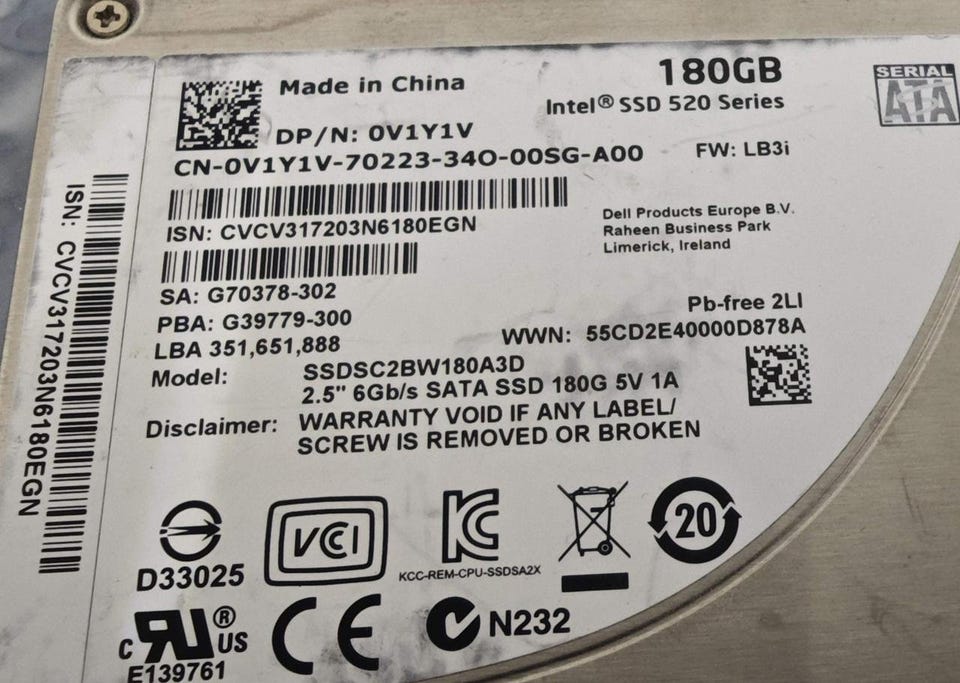 Made in China
180GB
Intel® SSD 520 Series
SERIAL
ATA
DP/N: 0V1Y1V
CN-0V1Y1V-70223-34O-00SG-A00
FW: LB3i
ISN: CVCV317203N6180EGN
Dell Products Europe B.V.
Raheen Business Park
Limerick, Ireland
SA: G70378-302
PBA: G39779-300
LBA 351,651,888
Pb-free 2LI
WWN: 55CD2E40000D878A
Model: SSDSC2BW180A3D
2.5" 6Gb/s SATA SSD 180G 5V 1A
Disclaimer: WARRANTY VOID IF ANY LABEL/
SCREW IS REMOVED OR BROKEN
ISN: CVCV317203N6180EGN
D33025
VCI
KC
KCC-REM-CPU-SSDSA2X
20
c RU® US
E139761
CE
N232